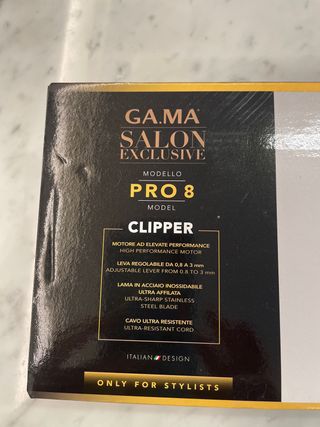 GA.MA
SALON
EXCLUSIVE
MODELLO
PRO 8
MODEL
CLIPPER
MOTORE AD ELEVATE PERFORMANCE
HIGH PERFORMANCE MOTOR
LEVA REGOLABILE DA 0,8 A 3 mm
ADJUSTABLE LEVER FROM 0.8 TO 3 mm
LAMA IN ACCIAIO INOSSIDABILE
ULTRA AFFILATA
ULTRA-SHARP STAINLESS
STEEL BLADE
CAVO ULTRA RESISTENTE
ULTRA-RESISTANT CORD
ITALIAN DESIGN
ONLY FOR STYLISTS